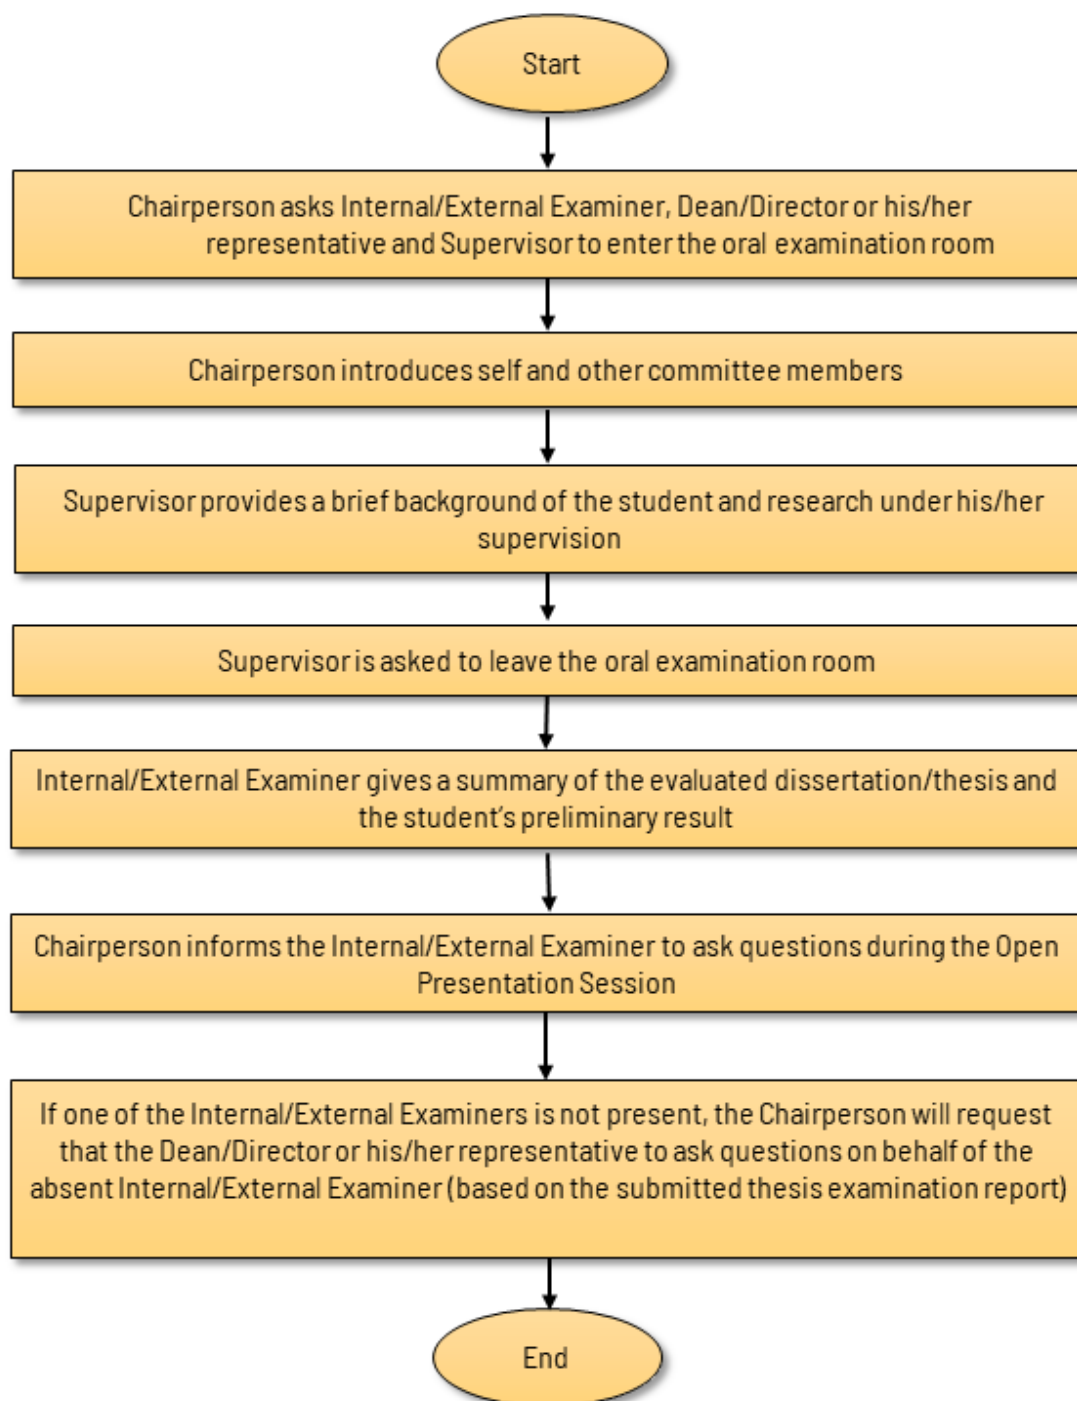 Start
Chairperson asks Internal/External Examiner, Dean/Director or his/her
representative and Supervisor to enter the oral examination room
Chairperson introduces self and other committee members
Supervisor provides a brief background of the student and research under his/her
supervision
Supervisor is asked to leave the oral examination room
Internal/External Examiner gives a summary of the evaluated dissertation/thesis and
the student's preliminary result
Chairperson informs the Internal/External Examiner to ask questions during the Open
Presentation Session
If one of the Internal/External Examiners is not present, the Chairperson will request
that the Dean/Director or his/her representative to ask questions on behalf of the
absent Internal/External Examiner (based on the submitted thesis examination report)
End